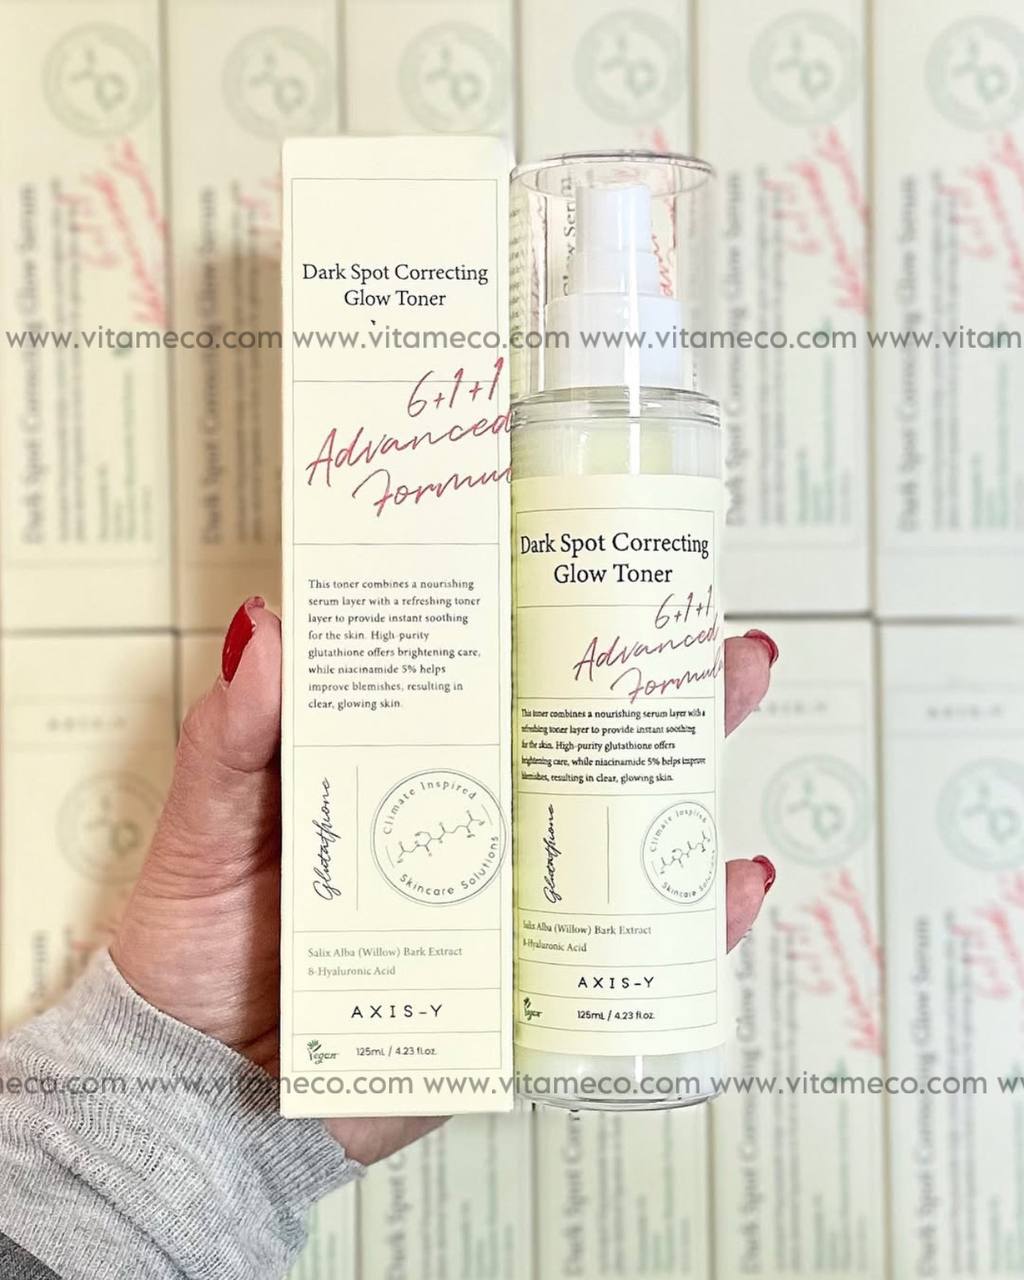 Dark Spot Correcting
Glow Toner
www.vitameco.com www.vitameco.com www.vitameco.com
6+1+1
Advanced
This toner combines a nourishing
serum layer with a refreshing toner
layer to provide instant soothing
for the skin. High-purity
glutathione offers brightening care,
while niacinamide 5% helps
improve blemishes, resulting in
clear, glowing skin.
Glutathione
Climate Inspired
Skincare Solutions
Salix Alba (Willow) Bark Extract
8-Hyaluronic Acid
AXIS-Y
Vegan
125mL / 4.23 fl.oz.
Dark Spot Correcting
Glow Toner
6+1+1
Advanced
Formula
This toner combines a nourishing serum layer with a
refreshing toner layer to provide instant soothing
for the skin. High-purity glutathione offers
brightening care, while niacinamide 5% helps improve
blemishes, resulting in clear, glowing skin.
Glutathione
Climate Inspired
Skincare
Salix Alba (Willow) Bark Extract
8-Hyaluronic Acid
AXIS-Y
Vegan
125mL / 4.23 fl.oz.
www.vitameco.com www.vitameco.com
Dark Spot Correcting Glow Serum